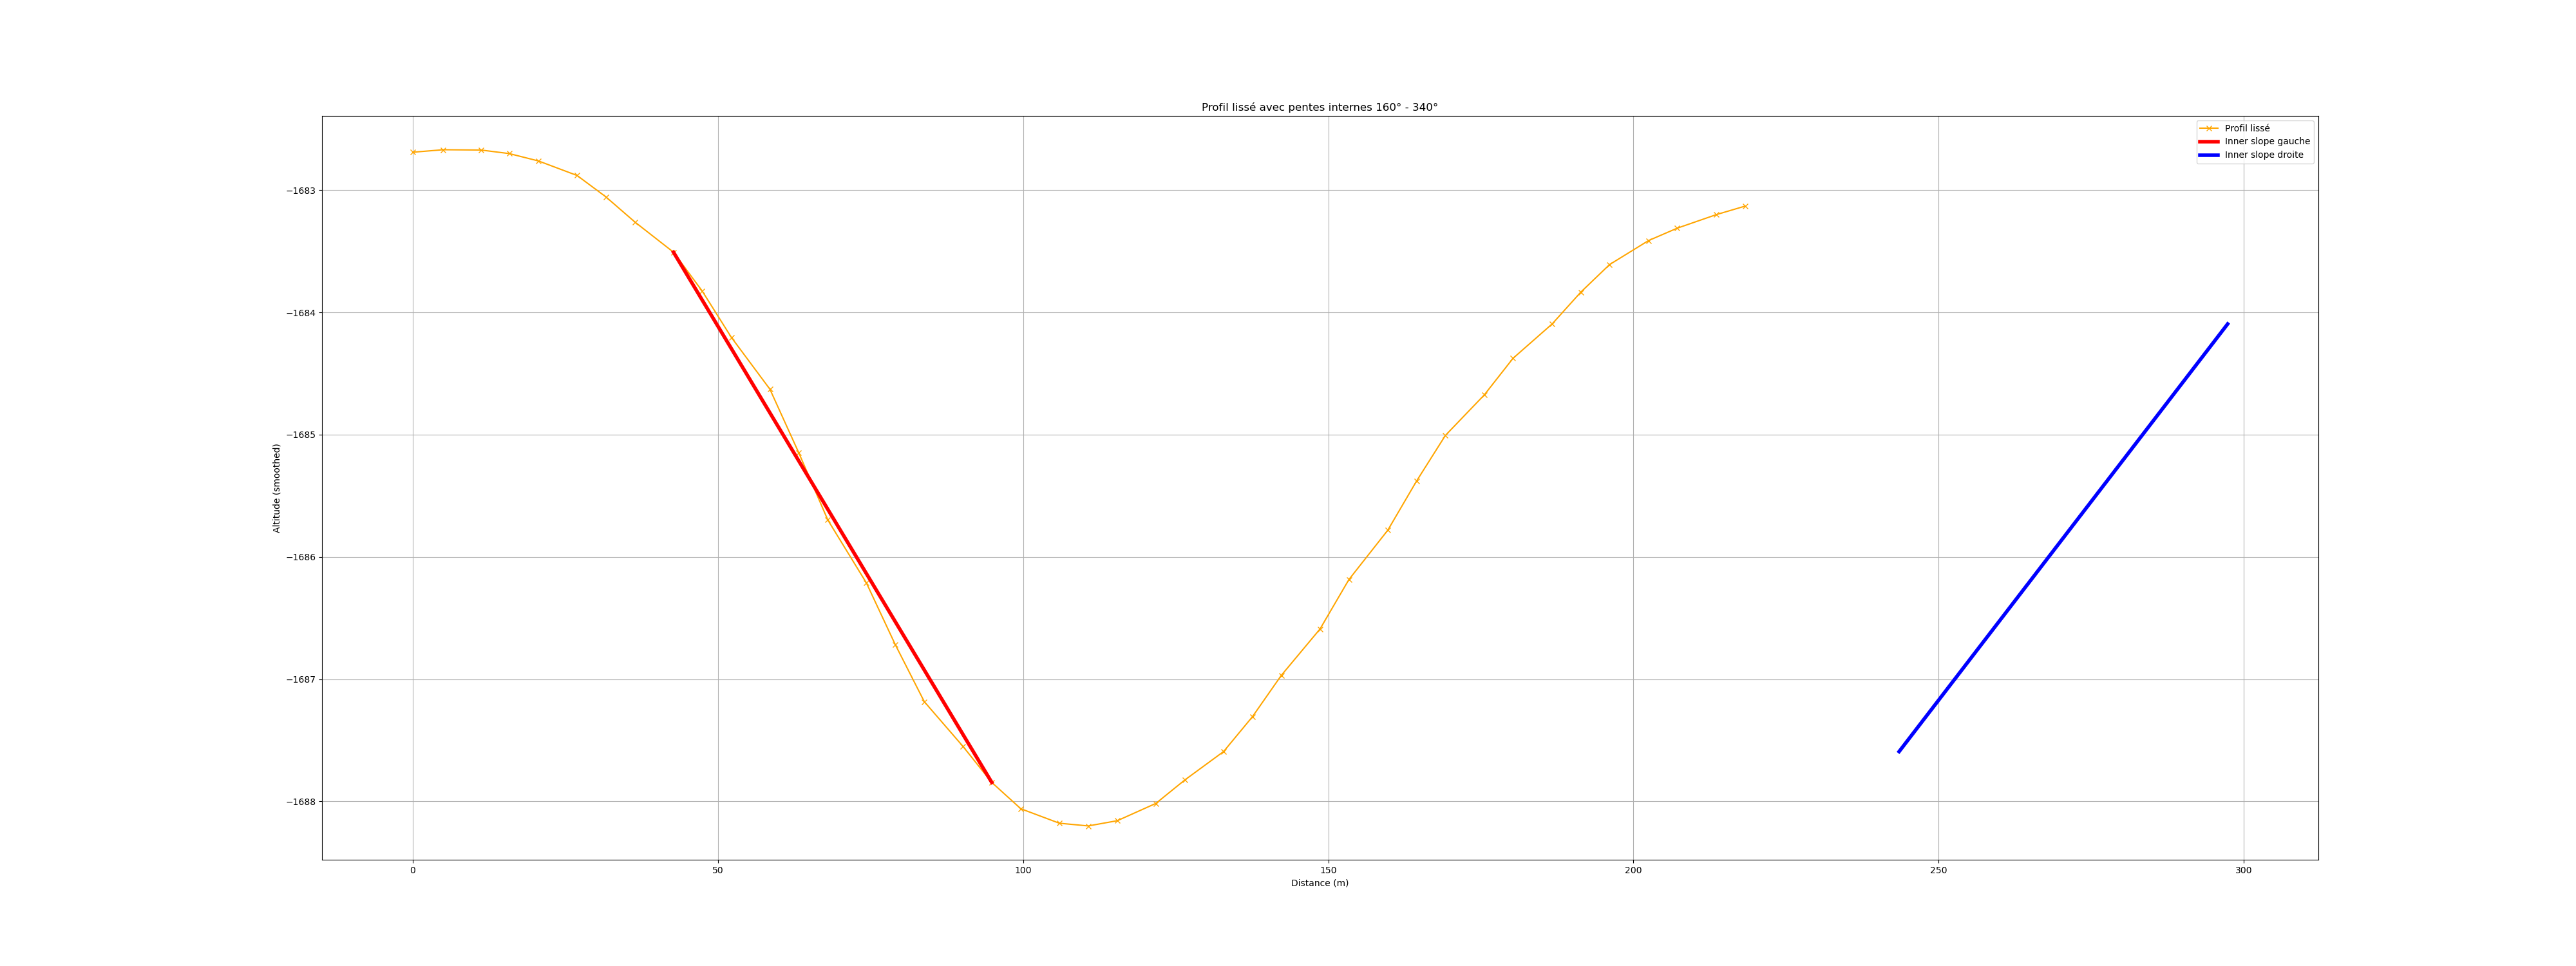 Profil lissé avec pentes internes 160° - 340°
Profil lissé
Inner slope gauche
Inner slope droite
−1683
−1684
−1685
−1686
−1687
−1688
Altitude (smoothed)
0
50
100
150
200
250
300
Distance (m)